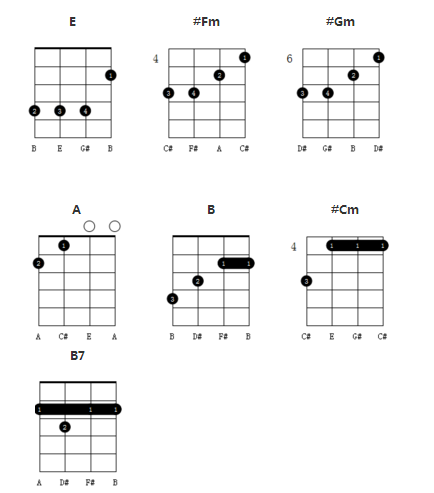 E #Fm #Gm
4 1 6 1
1 2 2
2 3 4 3 4 3 4
B E G# B C# F# A C# D# G# B D#
A B #Cm
1 4 1 1 1
2 1 1
2 3
3
A C# E A B D# F# B C# E G# C#
B7
1 1 1
2
A D# F# B